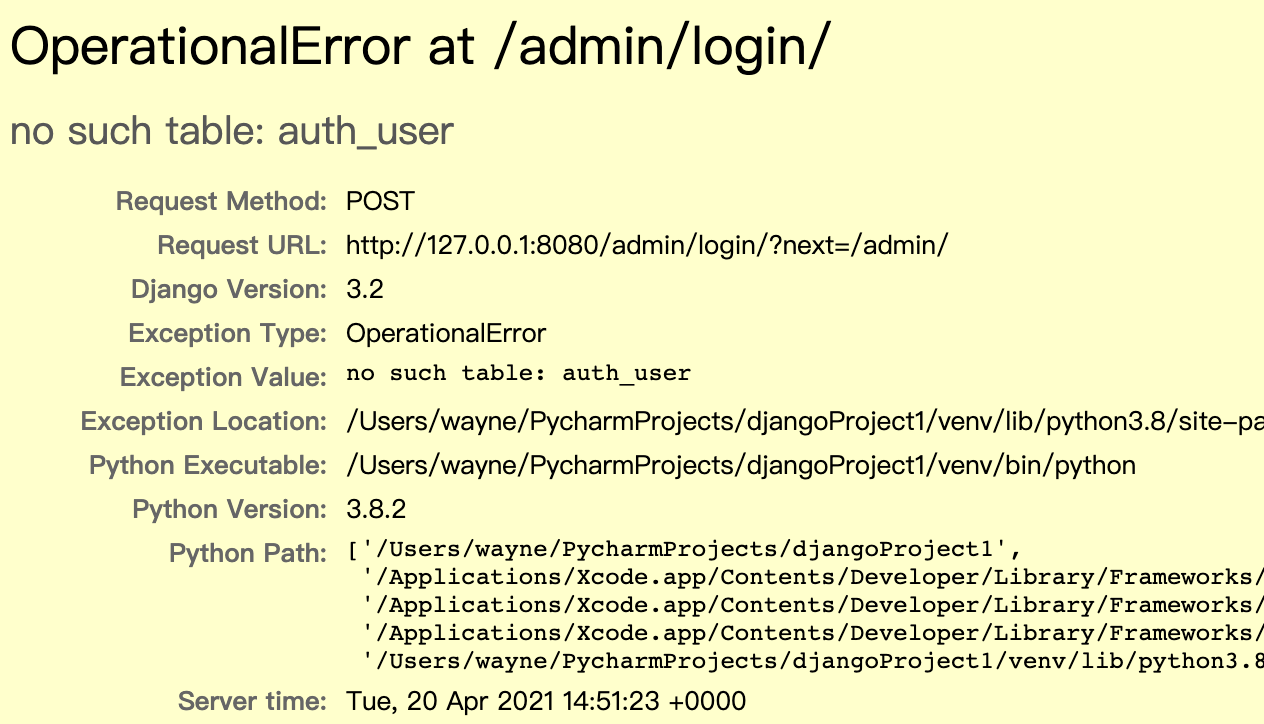 OperationalError at /admin/login/
no such table: auth_user
Request Method: POST
Request URL: http://127.0.0.1:8080/admin/login/?next=/admin/
Django Version: 3.2
Exception Type: OperationalError
Exception Value: no such table: auth_user
Exception Location: /Users/wayne/PycharmProjects/djangoProject1/venv/lib/python3.8/site-pa
Python Executable: /Users/wayne/PycharmProjects/djangoProject1/venv/bin/python
Python Version: 3.8.2
Python Path: ['/Users/wayne/PycharmProjects/djangoProject1',
'/Applications/Xcode.app/Contents/Developer/Library/Frameworks/
'/Applications/Xcode.app/Contents/Developer/Library/Frameworks/
'/Applications/Xcode.app/Contents/Developer/Library/Frameworks/
'/Users/wayne/PycharmProjects/djangoProject1/venv/lib/python3.8
Server time: Tue, 20 Apr 2021 14:51:23 +0000